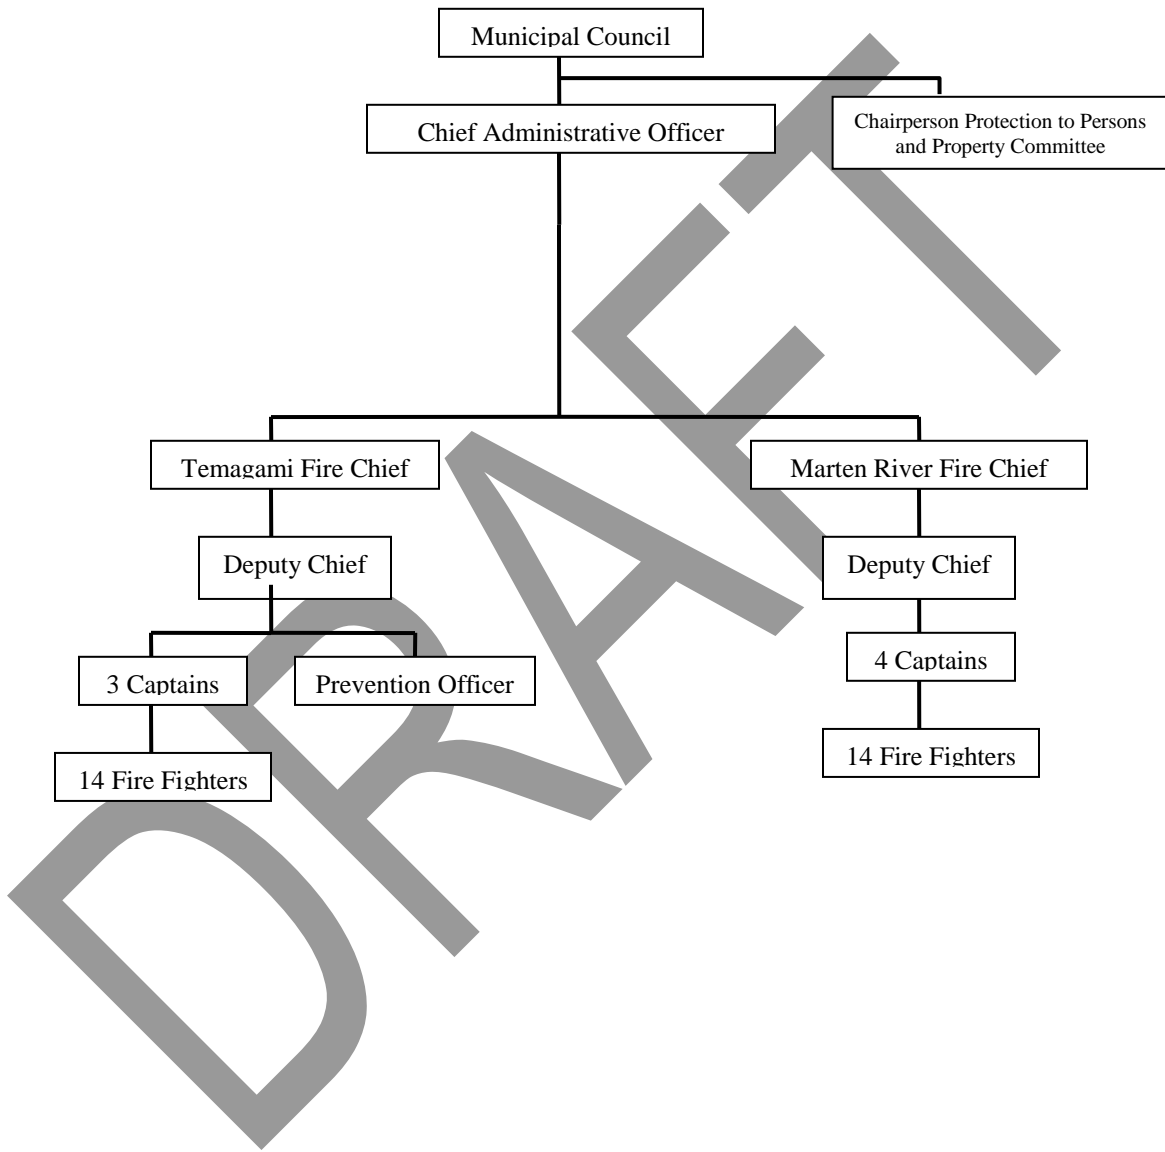 Municipal Council
Chief Administrative Officer
Chairperson Protection to Persons
and Property Committee
Temagami Fire Chief
Marten River Fire Chief
Deputy Chief
Deputy Chief
3 Captains
Prevention Officer
4 Captains
14 Fire Fighters
14 Fire Fighters
DRAFT